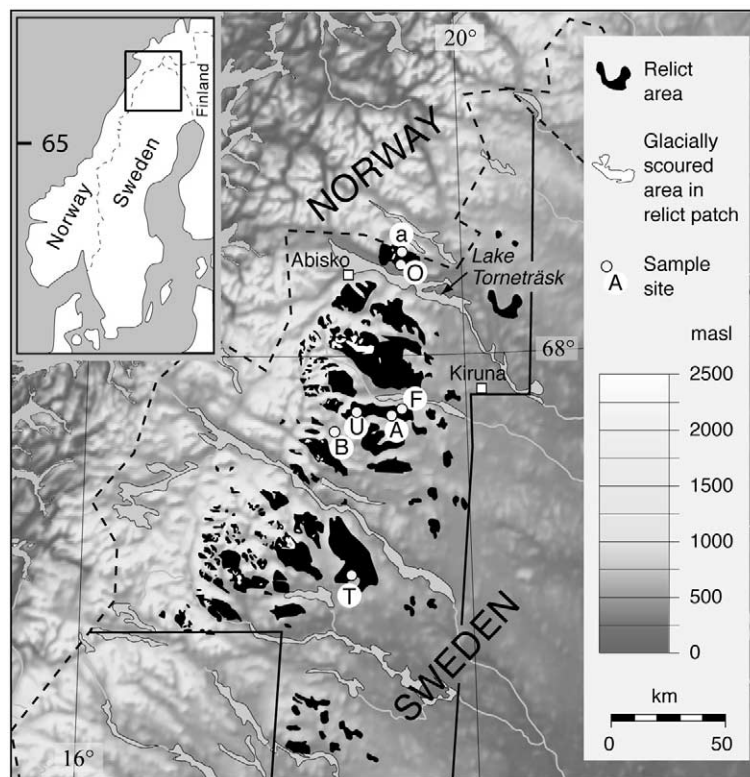 65
Norway
Sweden
Finland
20°
NORWAY
a
O
Abisko
Lake
Torneträsk
68°
Kiruna
F
U
A
B
T
SWEDEN
16°
Relict
area
Glacially
scoured
area in
relict patch
A
Sample
site
masl
2500
2250
1500
1000
500
0
km
0
50